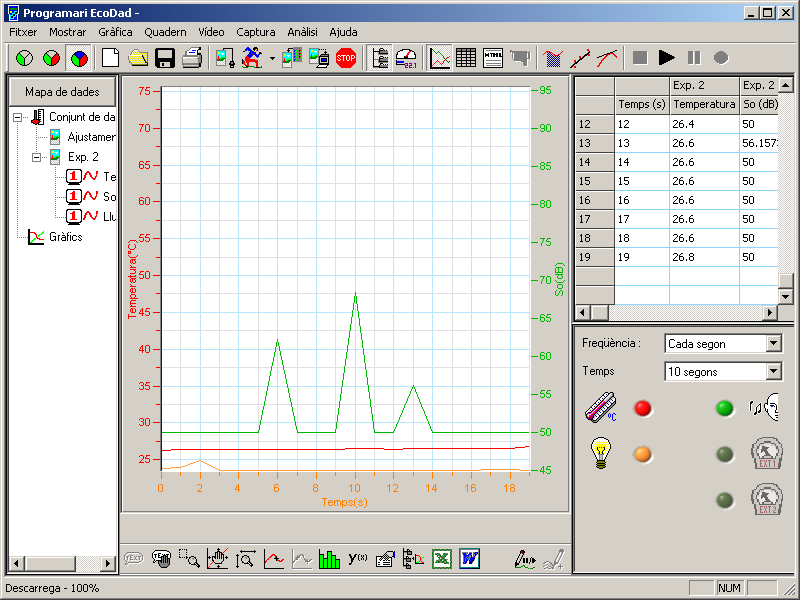 Programari EcoDad -
Fitxer Mostrar Gràfica Quadern Vídeo Captura Anàlisi Ajuda
STOP HTML
Mapa de dades
Conjunt de da
Ajustamer
Exp. 2
1 Te
1 So
1 Llu
Gràfics
75 95
70 90
65 85
60 80
55 75
50 70
45 65
40 60
35 55
30 50
25 45
Temperatura(°C)
So(dB)
0 2 4 6 8 10 12 14 16 18
Temps(s)
Exp. 2 Exp. 2
Temps (s) Temperatura So (dB)
12 12 26.4 50
13 13 26.6 56.157
14 14 26.6 50
15 15 26.6 50
16 16 26.6 50
17 17 26.6 50
18 18 26.6 50
19 19 26.8 50
Freqüència : Cada segon
Temps 10 segons
°C
EXT1
EXT2
TEXT TEXT y(x) X W
Descarrega - 100% NUM